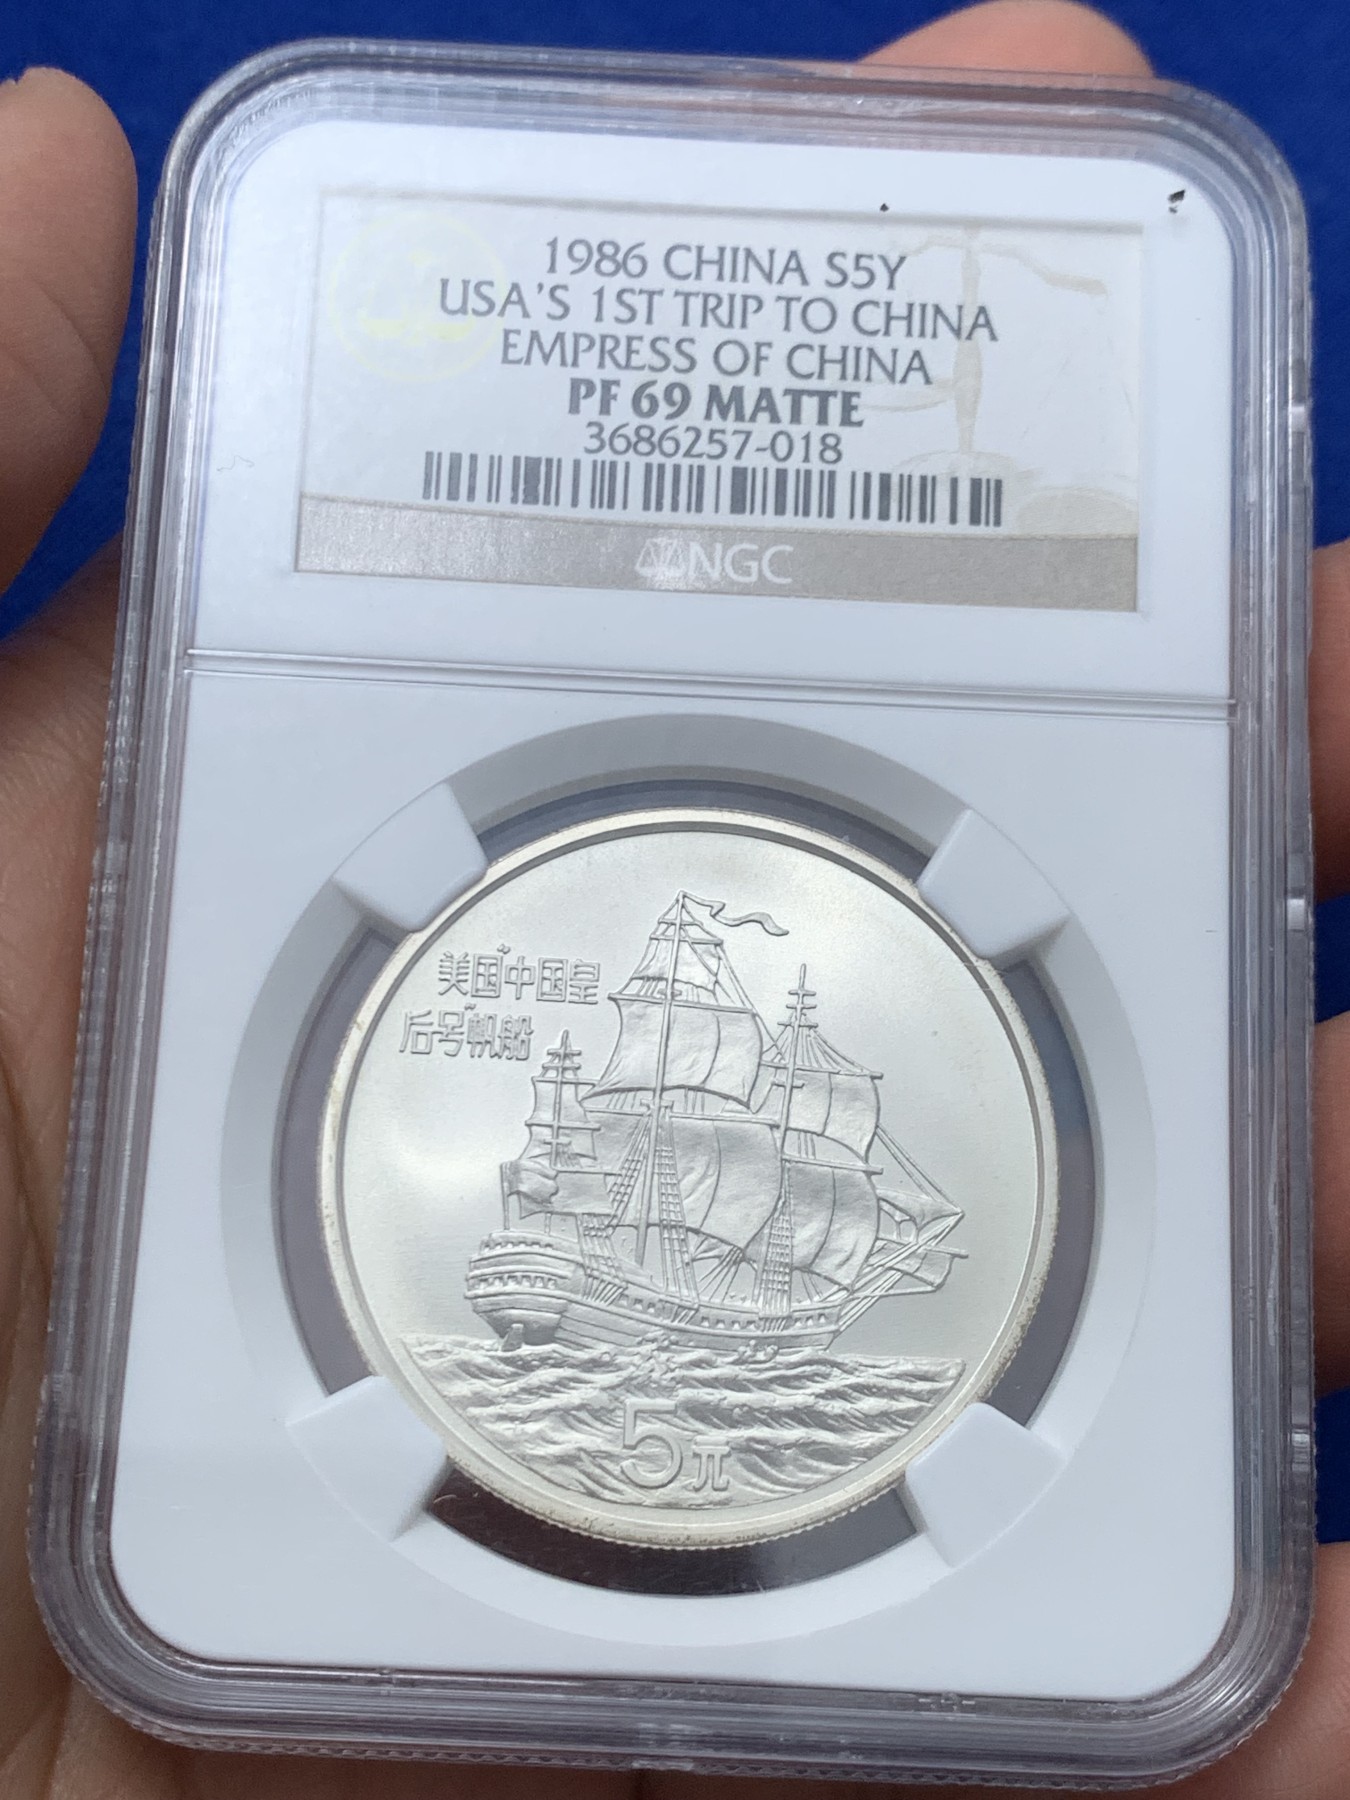 1986 CHINA S5Y
USA'S 1ST TRIP TO CHINA
EMPRESS OF CHINA
PF 69 MATTE
3686257-018
NGC
美国"中国皇
后号"帆船
5元